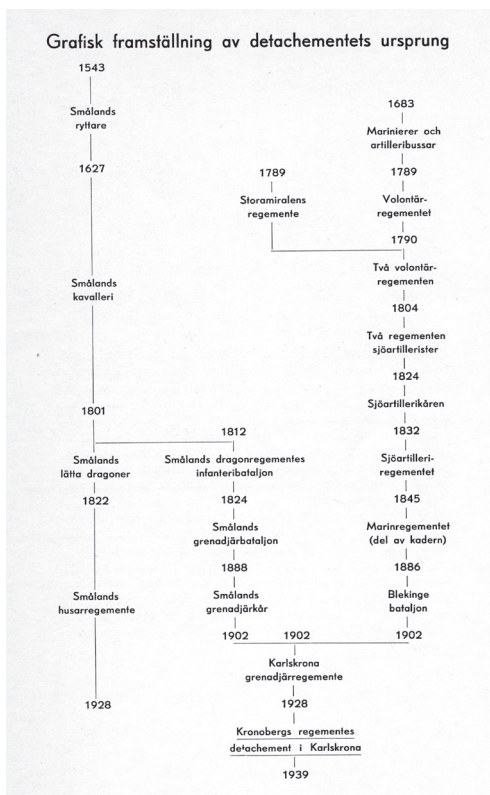 Grafisk framställning av detachementets ursprung
1543
Smålands
ryttare
1627
Smålands
kavalleri
1801
Smålands
lätta dragoner
1822
Smålands
husarregemente
1928
1812
Smålands dragonregementes
infanteribataljon
1824
Smålands
grenadjärbataljon
1888
Smålands
grenadjärkår
1902
1789
Storamiralens
regemente
1683
Marinierer och
artilleribussar
1789
Volontär-
regementet
1790
Två volontär-
regementen
1804
Två regementen
sjöartillerister
1824
Sjöartillerikåren
1832
Sjöartilleri-
regementet
1845
Marinregementet
(del av kadern)
1886
Blekinge
bataljon
1902
1902
Karlskrona
grenadjärregemente
1928
Kronobergs regementes
detachement i Karlskrona
1939